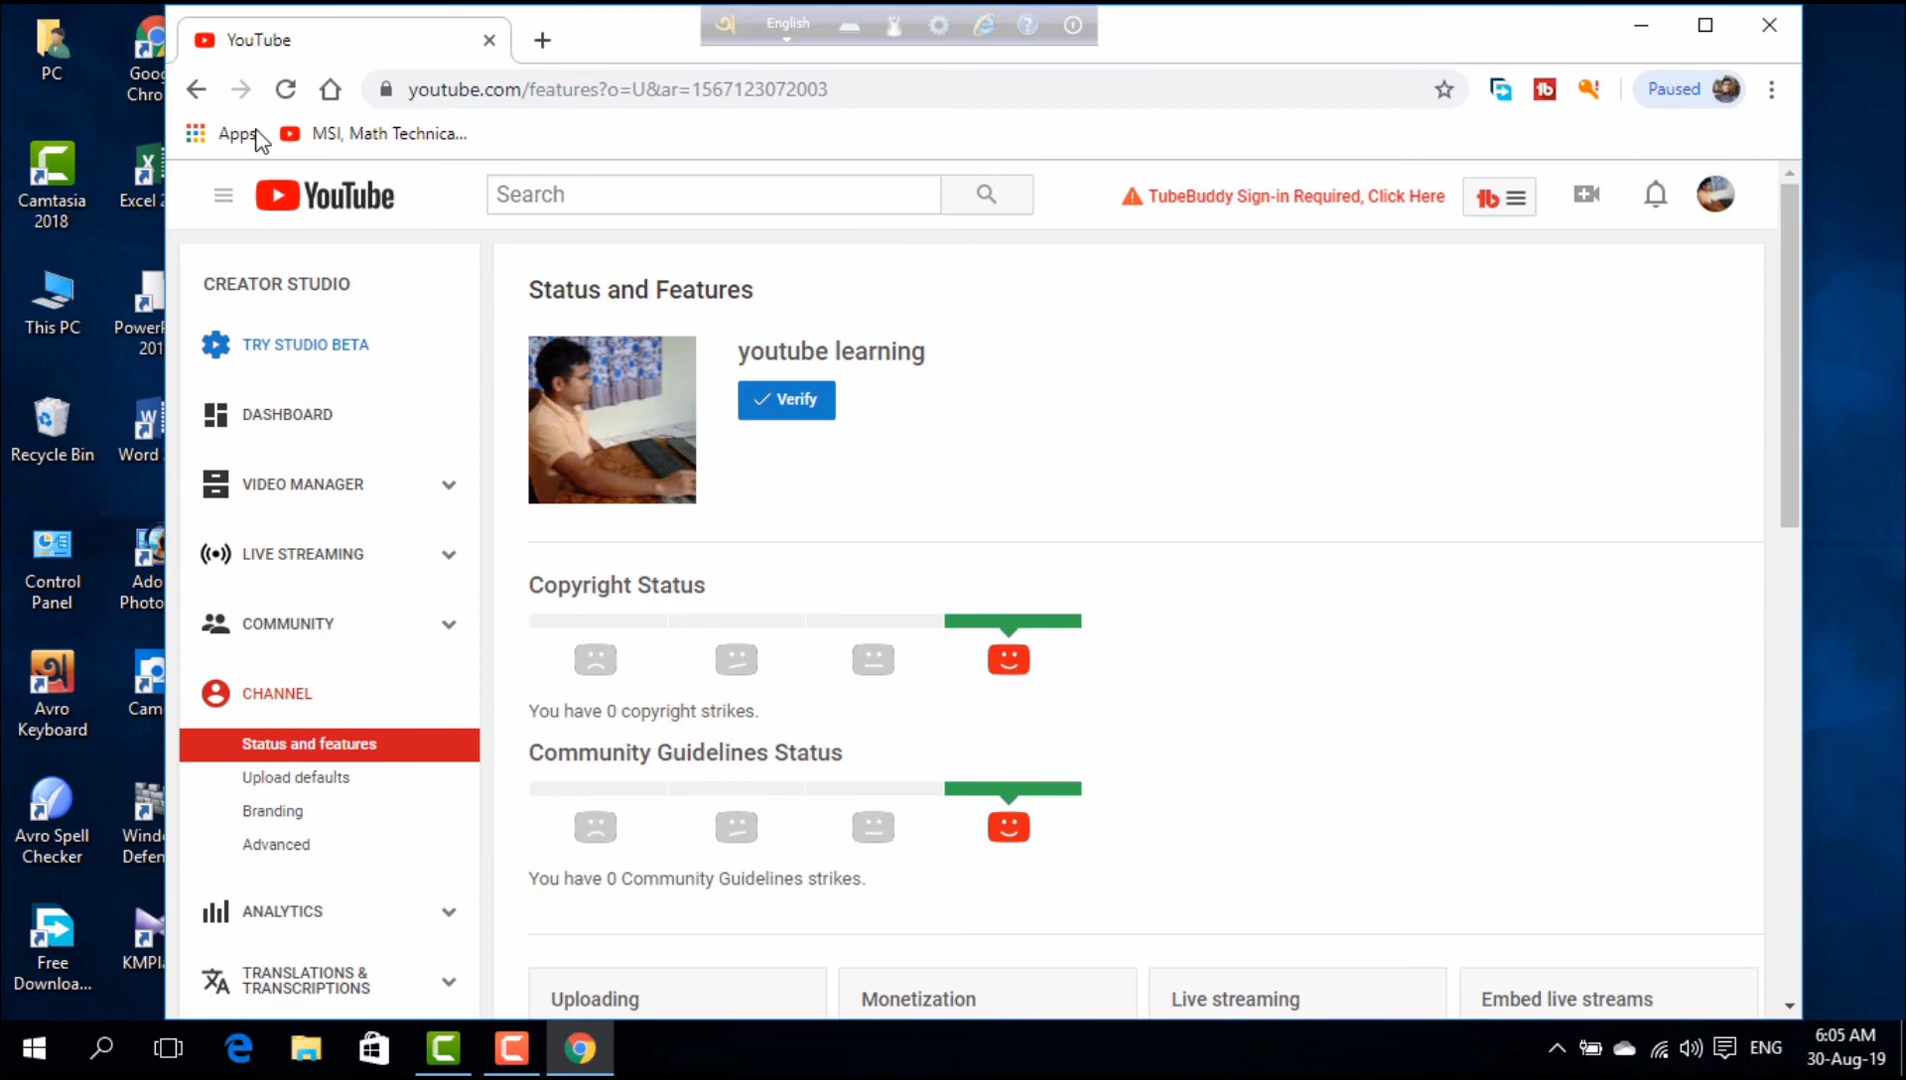 PC
Goo
Chro
Camtasia
2018
Excel 2
This PC
PowerP
201
Recycle Bin
Word
Control
Panel
Ado
Photo
Avro
Keyboard
Cam
Avro Spell
Checker
Wind
Defen
Free
Downloa...
KMPl
YouTube
অ
English
youtube.com/features?o=U&ar=1567123072003
Paused
Apps
MSI, Math Technica...
YouTube
Search
TubeBuddy Sign-in Required, Click Here
CREATOR STUDIO
TRY STUDIO BETA
DASHBOARD
VIDEO MANAGER
LIVE STREAMING
COMMUNITY
CHANNEL
Status and features
Upload defaults
Branding
Advanced
ANALYTICS
TRANSLATIONS &
TRANSCRIPTIONS
Status and Features
youtube learning
Verify
Copyright Status
You have 0 copyright strikes.
Community Guidelines Status
You have 0 Community Guidelines strikes.
Uploading
Monetization
Live streaming
Embed live streams
ENG
6:05 AM
30-Aug-19